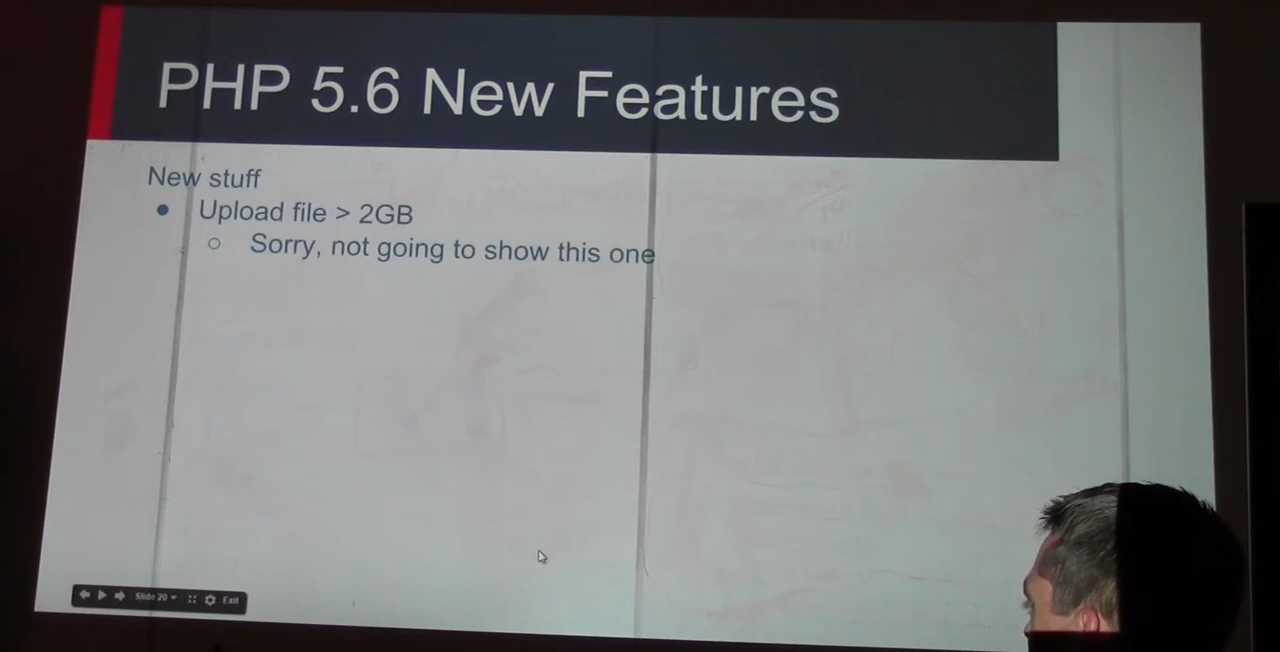 PHP 5.6 New Features
New stuff
● Upload file > 2GB
○ Sorry, not going to show this one
Slide 20
Exit